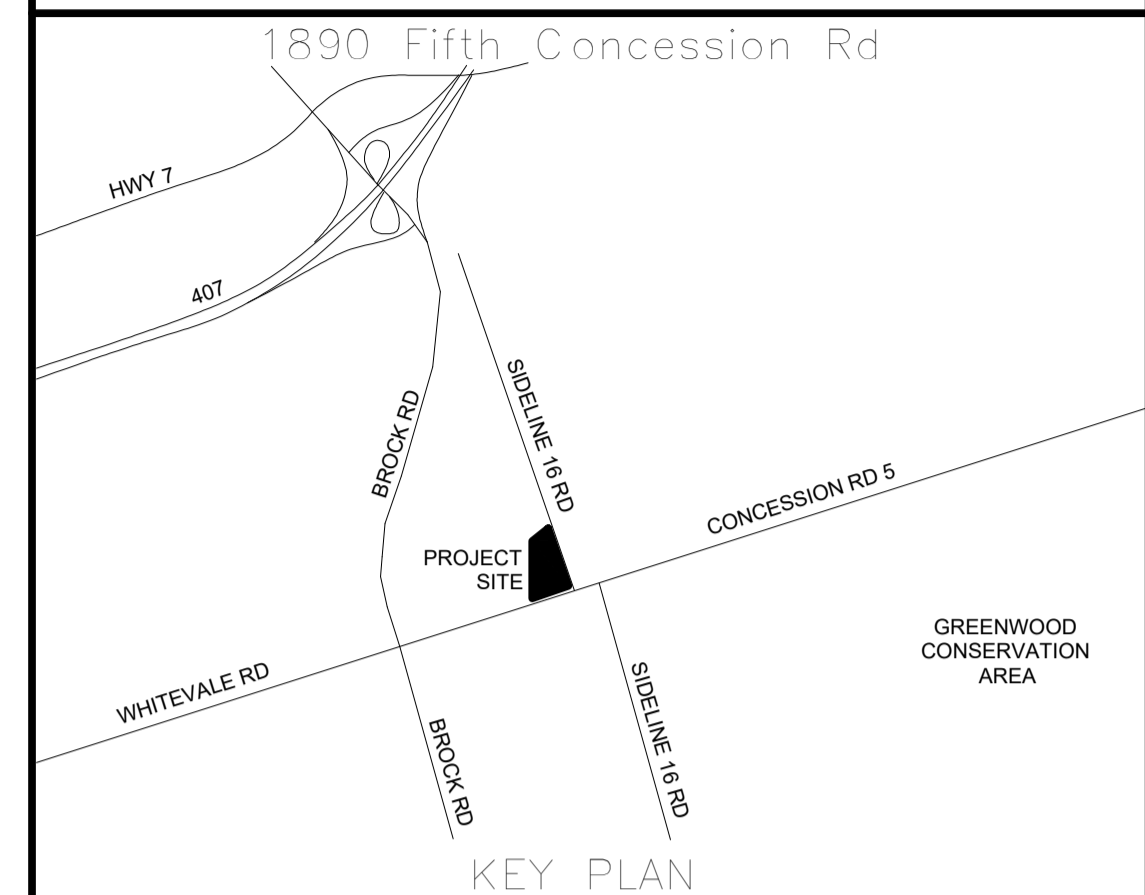 1890 Fifth Concession Rd
HWY 7
407
SIDELINE 16 RD
BROCK RD
CONCESSION RD 5
PROJECT
SITE
GREENWOOD
CONSERVATION
AREA
WHITEVALE RD
SIDELINE 16 RD
BROCK RD
KEY PLAN